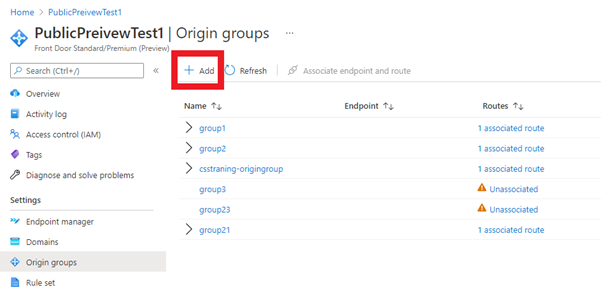 Home > PublicPreivewTest1
PublicPreivewTest1 | Origin groups ...
Front Door Standard/Premium (Preview)
Search (Ctrl+/) «
+ Add Refresh Associate endpoint and route
Overview
Activity log
Access control (IAM)
Tags
Diagnose and solve problems
Settings
Endpoint manager
Domains
Origin groups
Rule set
Name ↑↓ Endpoint ↑↓ Routes ↑↓
> group1 1 associated route
> group2 1 associated route
> csstraning-origingroup 1 associated route
group3 Unassociated
group23 Unassociated
> group21 1 associated route